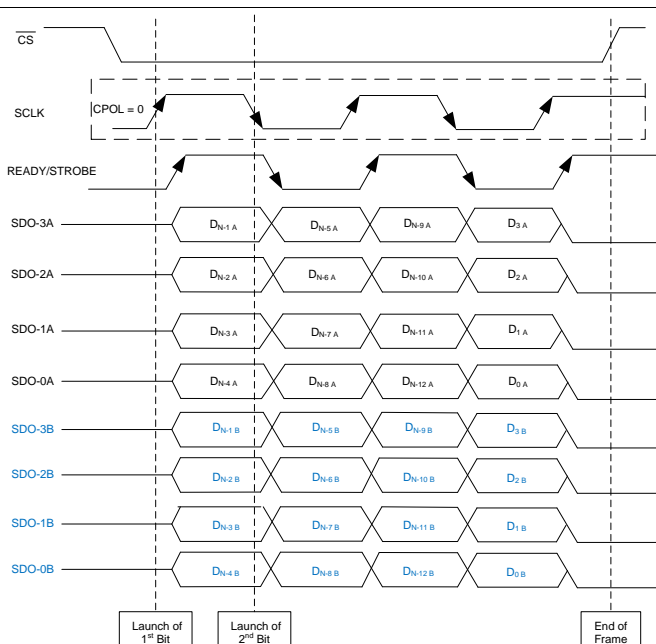 CS
SCLK
CPOL = 0
READY/STROBE
SDO-3A DN-1 A DN-5 A DN-9 A D3 A
SDO-2A DN-2 A DN-6 A DN-10 A D2 A
SDO-1A DN-3 A DN-7 A DN-11 A D1 A
SDO-0A DN-4 A DN-8 A DN-12 A D0 A
SDO-3B DN-1 B DN-5 B DN-9 B D3 B
SDO-2B DN-2 B DN-6 B DN-10 B D2 B
SDO-1B DN-3 B DN-7 B DN-11 B D1 B
SDO-0B DN-4 B DN-8 B DN-12 B D0 B
Launch of
1st Bit
Launch of
2nd Bit
End of
Frame